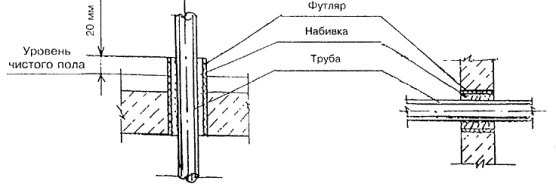 Футляр
Набивка
Труба
20 мм
Уровень
чистого пола